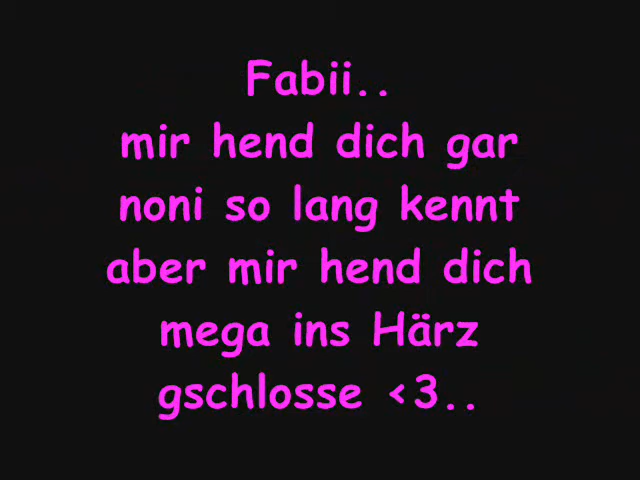 Fabii..
mir hend dich gar
noni so lang kennt
aber mir hend dich
mega ins Härz
gschlosse <3..